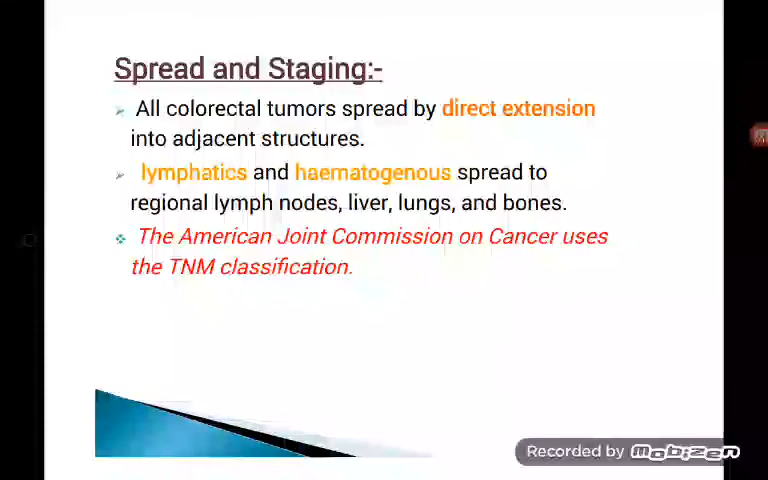 Spread and Staging:-
All colorectal tumors spread by direct extension
into adjacent structures.
lymphatics and haematogenous spread to
regional lymph nodes, liver, lungs, and bones.
The American Joint Commission on Cancer uses
the TNM classification.
Recorded by mobizen